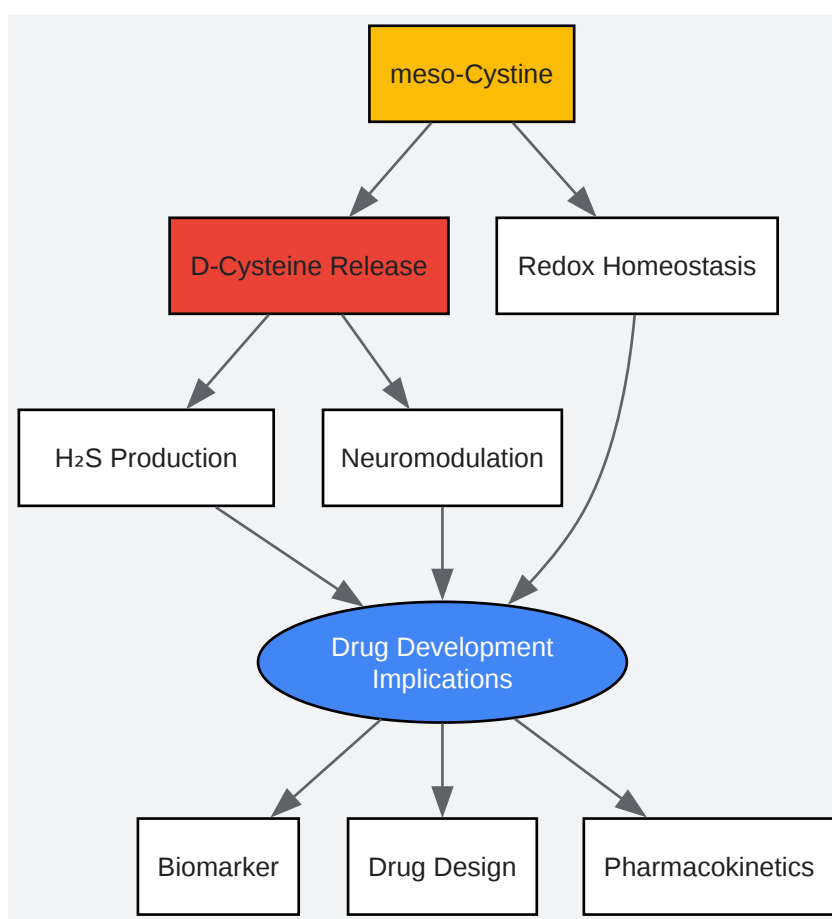 meso-Cystine
D-Cysteine Release
Redox Homeostasis
H₂S Production
Neuromodulation
Drug Development
Implications
Biomarker
Drug Design
Pharmacokinetics